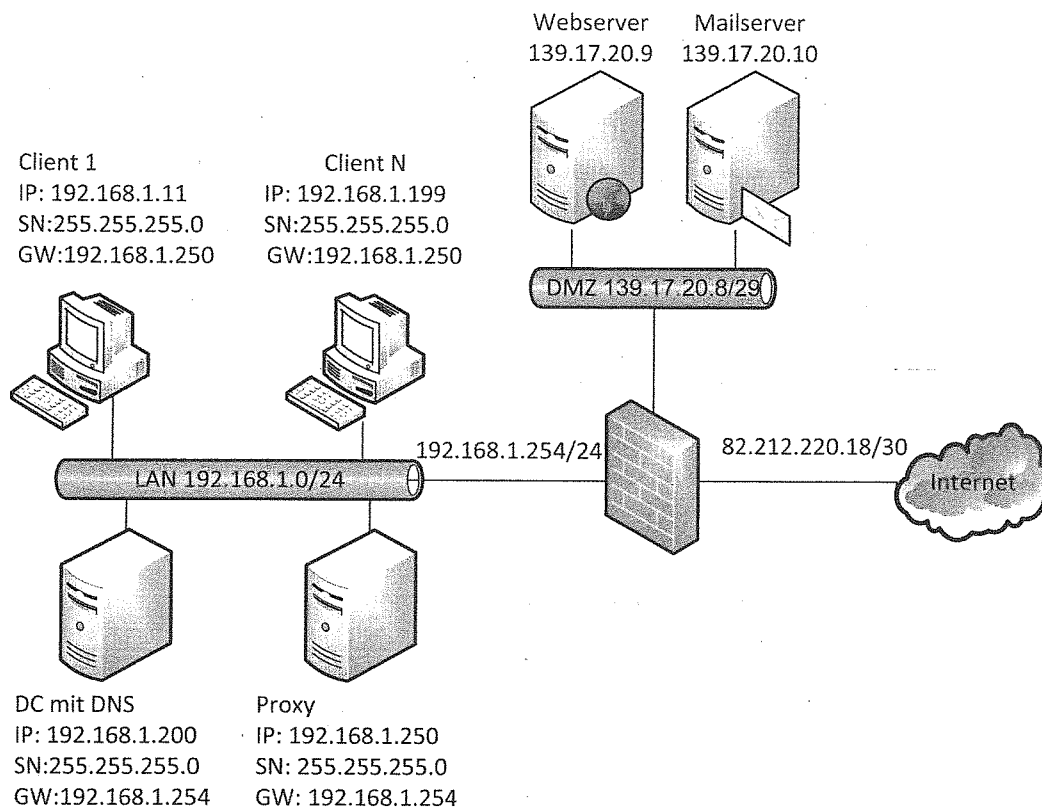 Webserver
139.17.20.9
Mailserver
139.17.20.10
Client 1
IP: 192.168.1.11
SN:255.255.255.0
GW:192.168.1.250
Client N
IP: 192.168.1.199
SN:255.255.255.0
GW:192.168.1.250
DMZ 139.17.20.8/29
192.168.1.254/24
82.212.220.18/30
Internet
LAN 192.168.1.0/24
DC mit DNS
IP: 192.168.1.200
SN:255.255.255.0
GW:192.168.1.254
Proxy
IP: 192.168.1.250
SN: 255.255.255.0
GW: 192.168.1.254